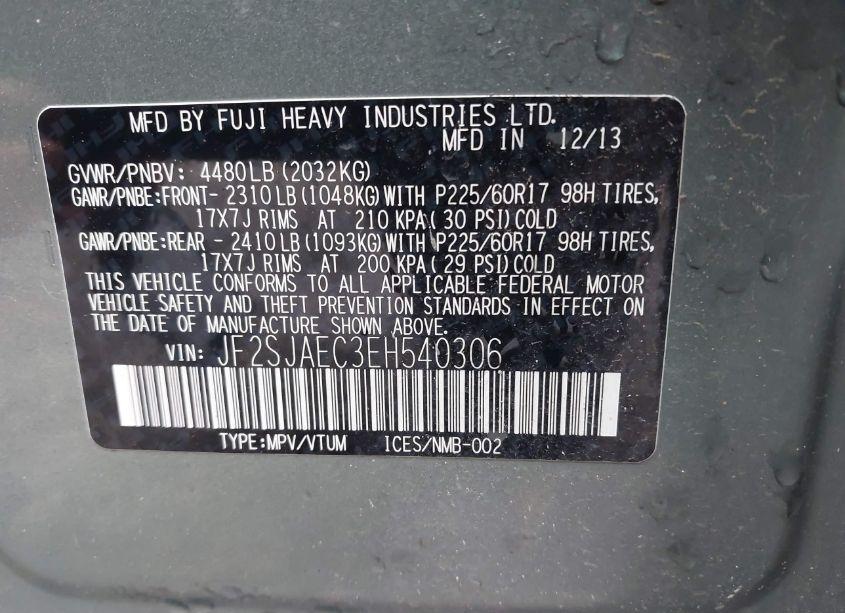 MFD BY FUJI HEAVY INDUSTRIES LTD.
MFD IN 12/13
GVWR/PNBV: 4480LB(2032KG)
GAWR/PNBE:FRONT- 2310LB(1048KG)WITH P225/60R17 98H TIRES,
17X7J RIMS AT 210 KPA( 30 PSI)COLD
GAWR/PNBE:REAR - 2410LB(1093KG)WITH P225/60R17 98H TIRES,
17X7J RIMS AT 200 KPA( 29 PSI)COLD
THIS VEHICLE CONFORMS TO ALL APPLICABLE FEDERAL MOTOR
VEHICLE SAFETY AND THEFT PREVENTION STANDARDS IN EFFECT ON
THE DATE OF MANUFACTURE SHOWN ABOVE.
VIN: JF2SJAEC3EH540306
TYPE:MPV/VTUM ICES/NMB-002